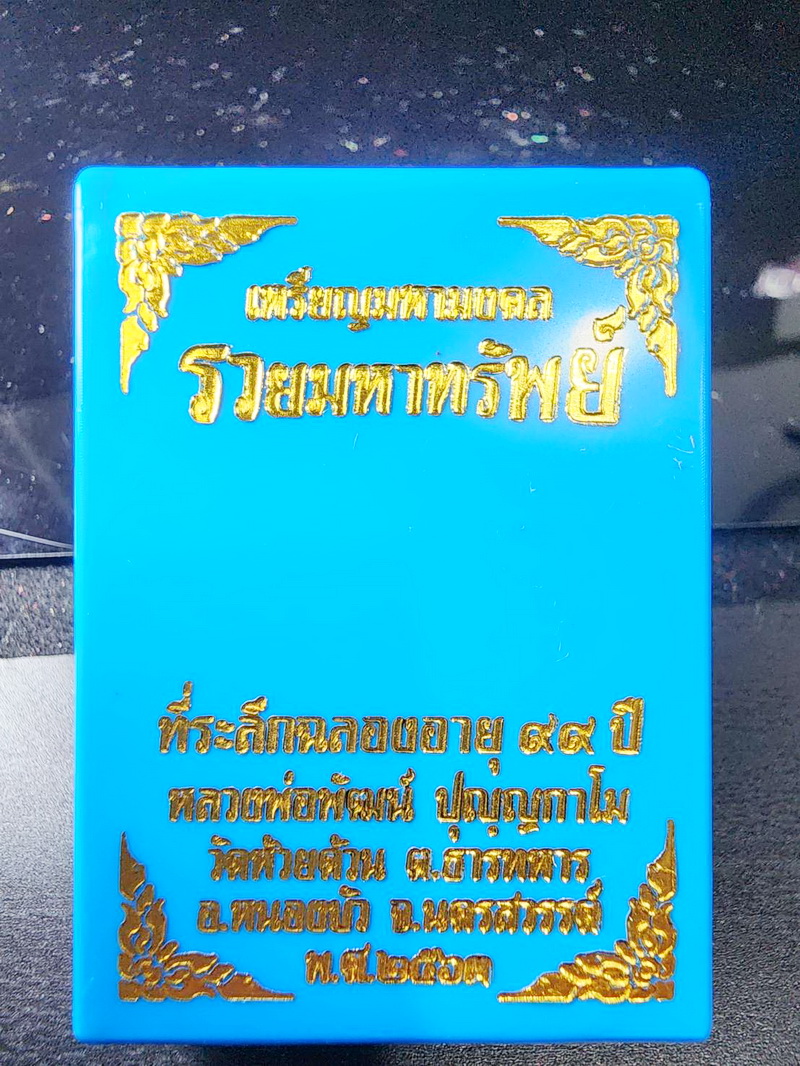 เหรียญมหามงคล
รวยมหาทรัพย์
ที่ระลึกฉลองอายุ ๙๙ ปี
หลวงพ่อพัฒน์ ปุญฺญกาโม
วัดห้วยด้วน ต.ธารทหาร
อ.หนองบัว จ.นครสวรรค์
พ.ศ.๒๕๖๓